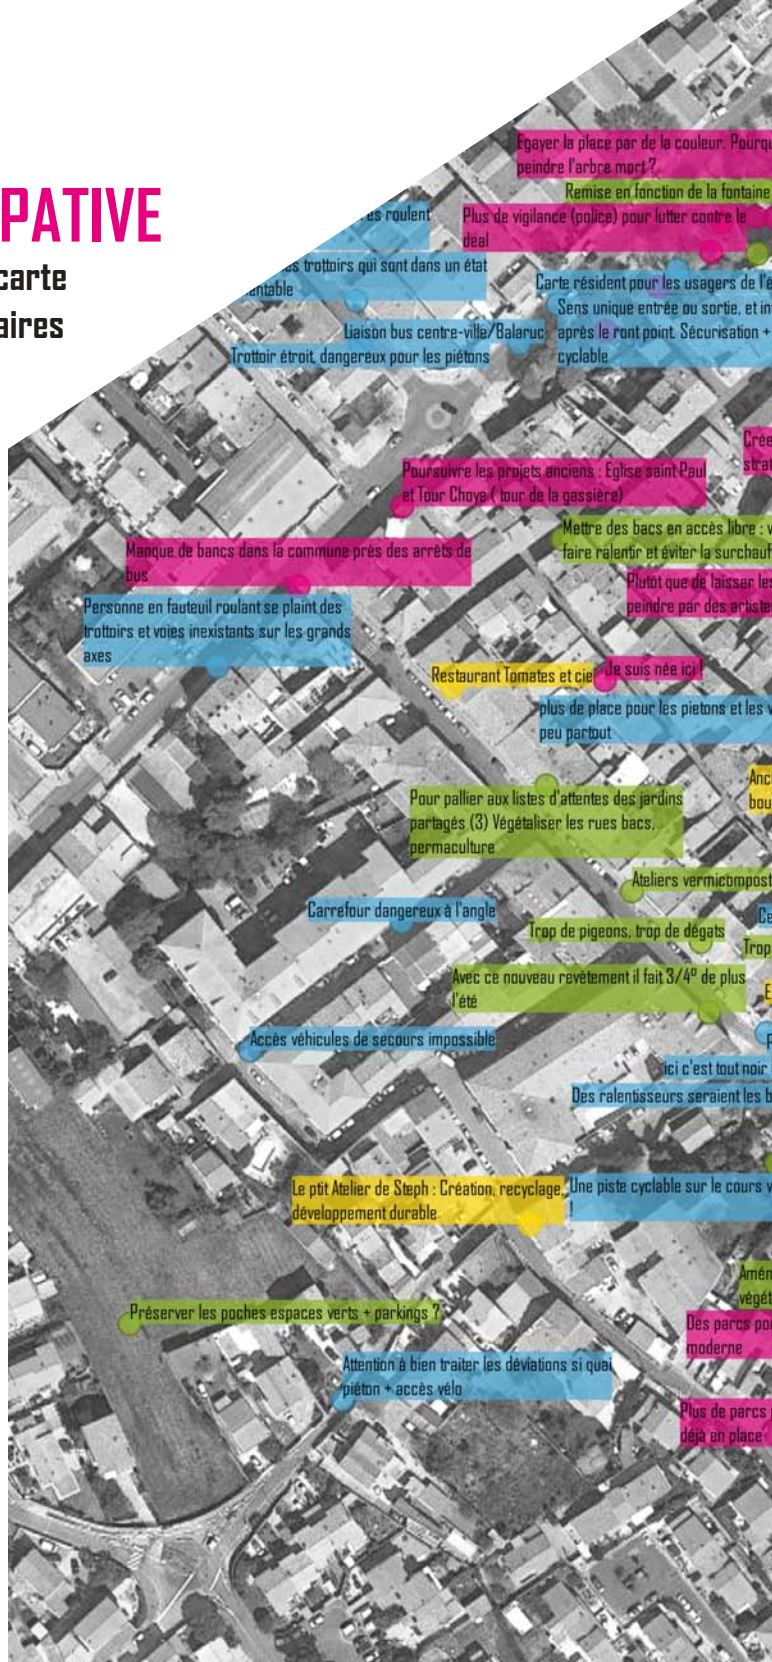 Egayer la place par de la couleur. Pourqu
peindre l'arbre mort ?
Remise en fonction de la fontaine
PATIVE
es roulent
Plus de vigilance (police) pour lutter contre le
deal
carte
trottoirs qui sont dans un état
Carte résident pour les usagers de l'é
aires
Sens unique entrée ou sortie, et in
après le ront point. Sécurisation +
cyclable
Liaison bus centre-ville/Balaruc
Trottoir étroit, dangereux pour les piétons
Crée
strat
Poursuivre les projets anciens : Eglise saint Paul
et Tour Choye ( tour de la gassière)
Mettre des bacs en accès libre : v
faire ralentir et éviter la surchauf
Manque de bancs dans la commune près des arrêts de
bus
Plutôt que de laisser les
peindre par des artiste
Personne en fauteuil roulant se plaint des
trottoirs et voies inexistants sur les grands
axes
Restaurant Tomates et cie
Je suis née ici !
plus de place pour les pietons et les v
peu partout
Anc
bou
Pour pallier aux listes d'attentes des jardins
partagés (3) Végétaliser les rues bacs,
permaculture
Ateliers vermicompost
Carrefour dangereux à l'angle
Ce
Trop de pigeons, trop de dégats
Trop
Avec ce nouveau revètement il fait 3/4° de plus
l'été
E
Accès véhicules de secours impossible
P
ici c'est tout noir
Des ralentisseurs seraient les b
Le ptit Atelier de Steph : Création, recyclage,
développement durable
Une piste cyclable sur le cours v
!
Amén
végét
Préserver les poches espaces verts + parkings ?
Des parcs pou
moderne
Attention à bien traiter les déviations si quai
piéton + accès vélo
Plus de parcs
déjà en place